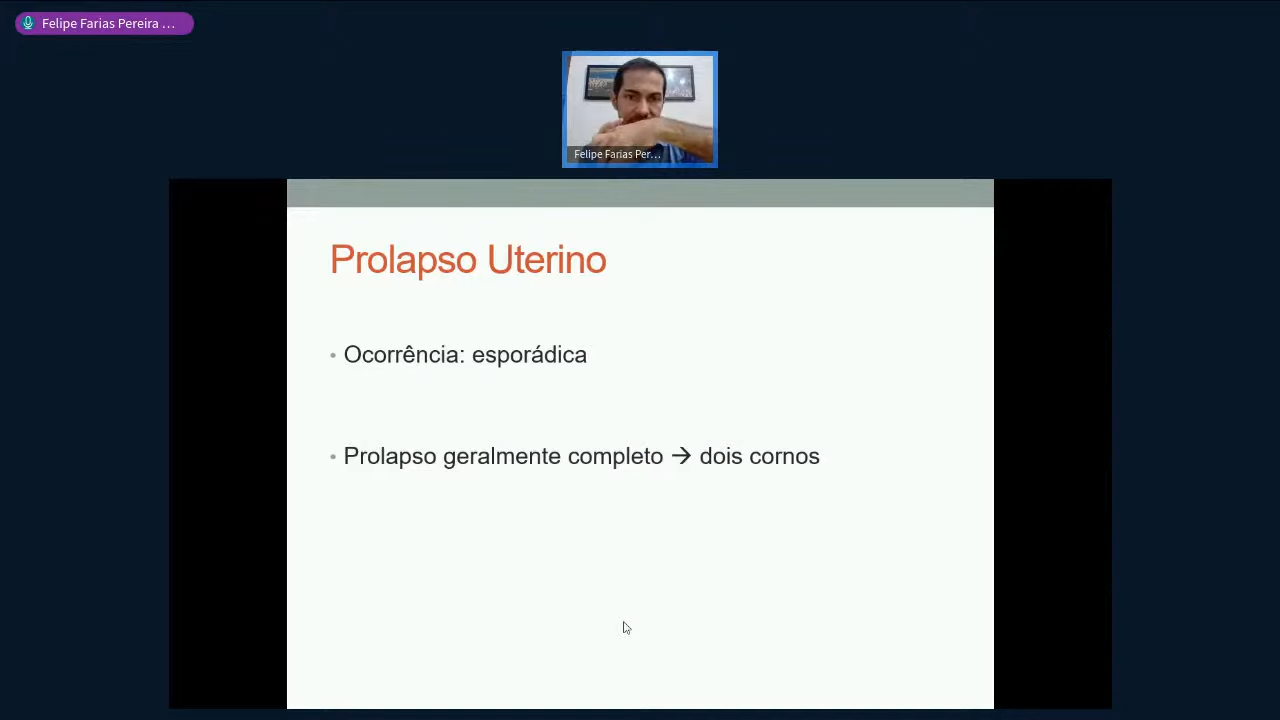 Felipe Farias Pereira ...
Felipe Farias Per...
Prolapso Uterino
• Ocorrência: esporádica
• Prolapso geralmente completo → dois cornos